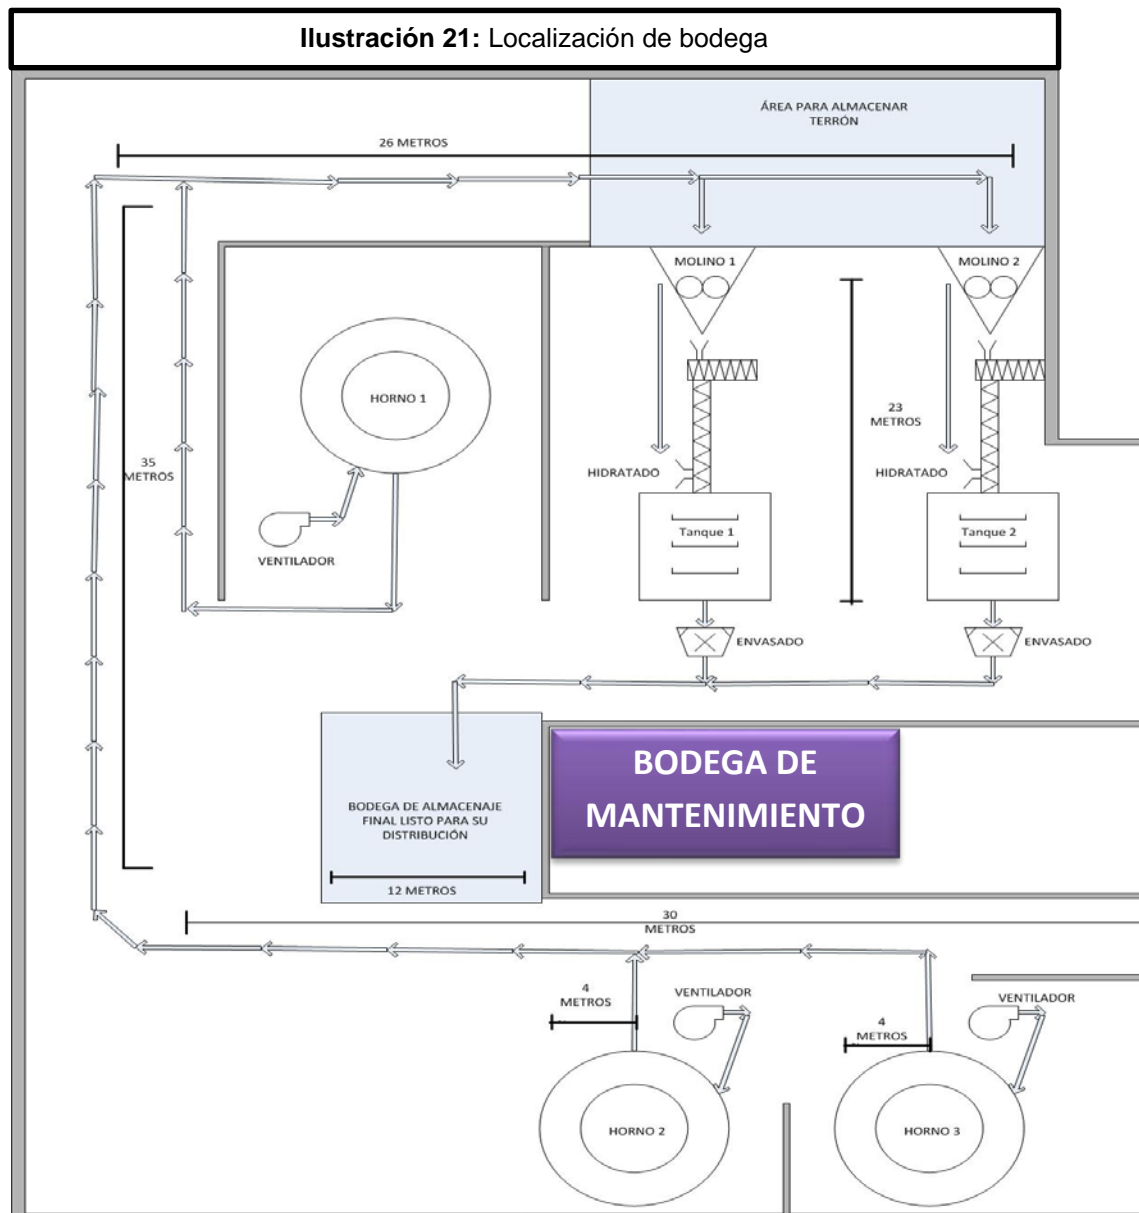 Ilustración 21: Localización de bodega
ÁREA PARA ALMACENAR
TERRÓN
26 METROS
MOLINO 1
MOLINO 2
HORNO 1
23
METROS
35
METROS
HIDRATADO
HIDRATADO
Tanque 1
Tanque 2
VENTILADOR
ENVASADO
ENVASADO
BODEGA DE
MANTENIMIENTO
BODEGA DE ALMACENAJE
FINAL LISTO PARA SU
DISTRIBUCIÓN
12 METROS
30
METROS
4
METROS
VENTILADOR
VENTILADOR
4
METROS
HORNO 2
HORNO 3